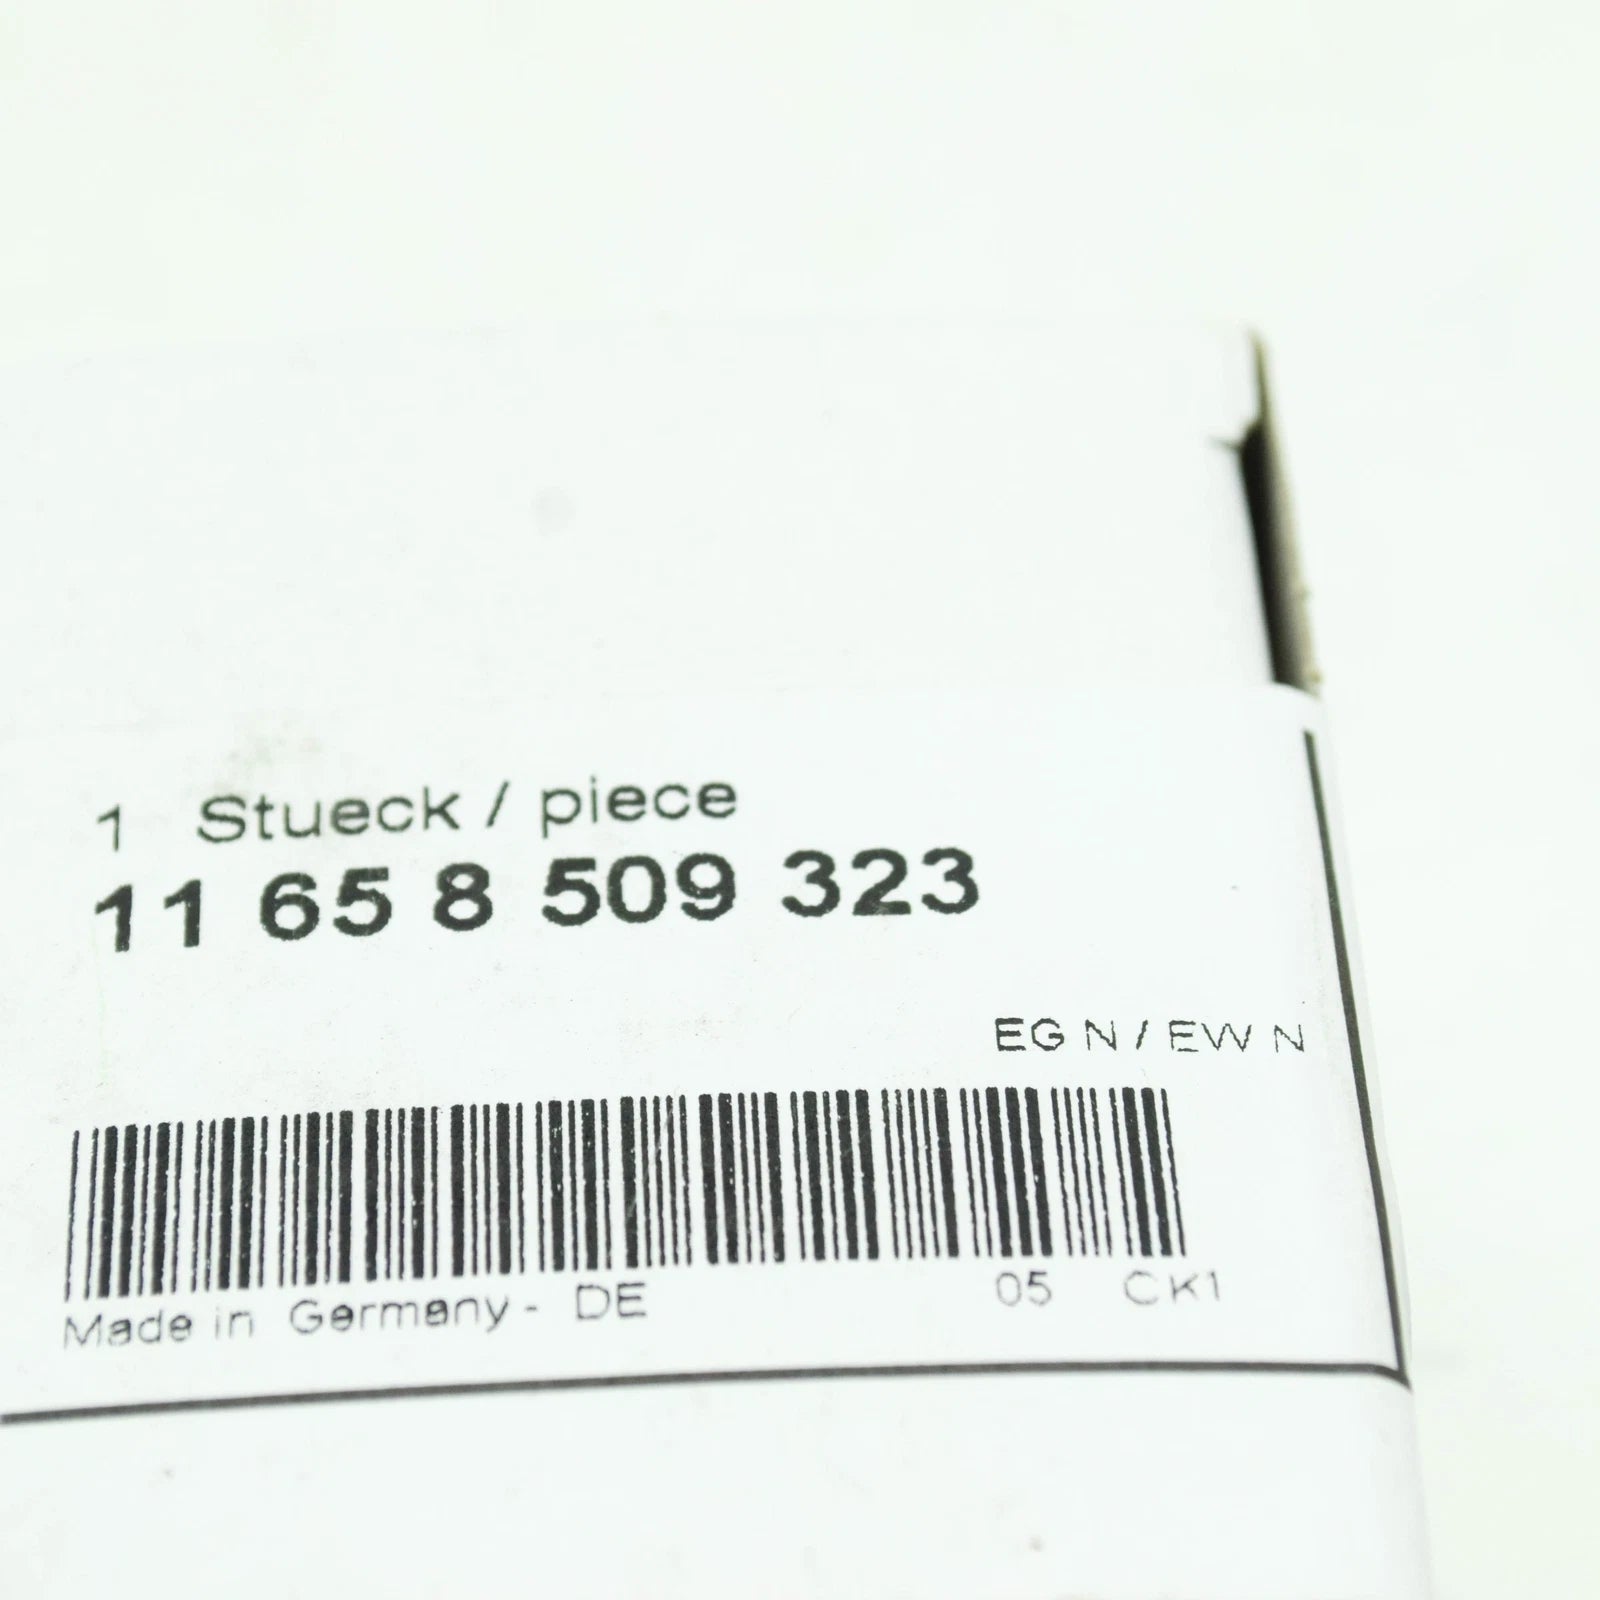 1 Stueck / piece
11 65 8 509 323
EG N / EW N
Made in Germany - DE 05 CK1